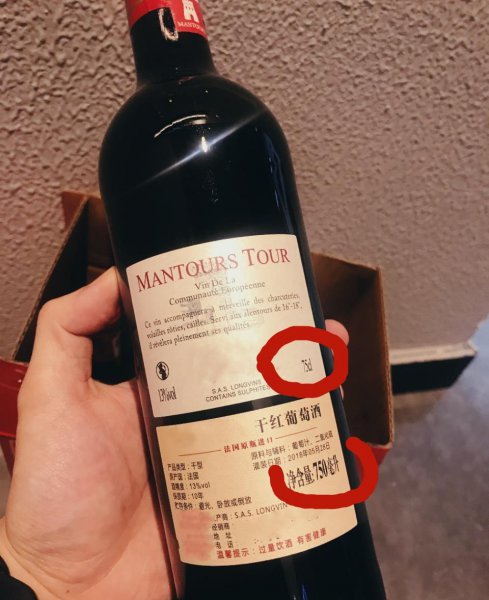 MANTOURS TOUR
Vin De La
Communauté Européenne
Ce vin accompagnera à merveille des charcuteries,
volailles rôties, cailles. Servi aux alentours de 16°-18°,
il révèlera pleinement ses qualités.
75cl
13%vol
S.A.S. LONGVINS
CONTAINS SULPHITES
干红葡萄酒
法国原瓶进口
产品类型:干型
原产国:法国
酒精度:13%vol
保质期:10年
贮存条件:避光、卧放或倒放
原料与辅料:葡萄汁、二氧化硫
灌装日期:2018年05月26日
净含量:750毫升
产商:S.A.S. LONGVIN
经销商:
地 址
电 话
温馨提示:过量饮酒 有害健康